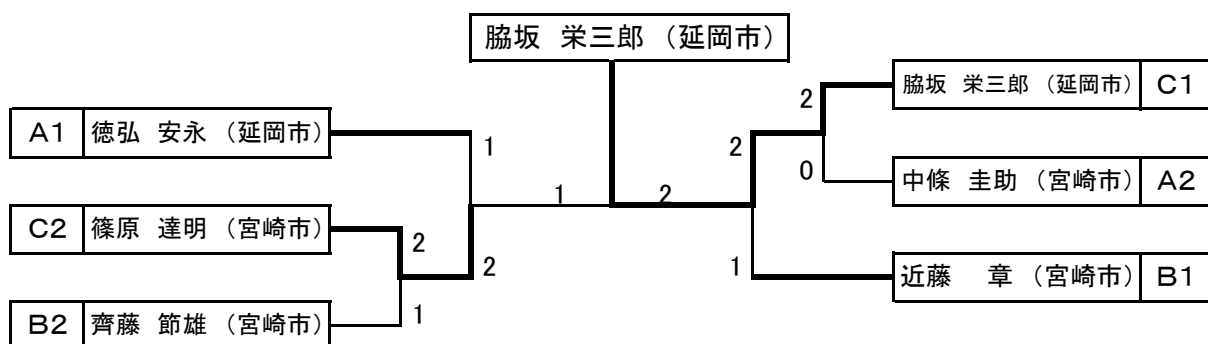 脇坂　栄三郎　（延岡市）
A1 徳弘　安永　（延岡市）
1
C2 篠原　達明　（宮崎市）
2
2
B2 齊藤　節雄　（宮崎市）
1
1
2
脇坂　栄三郎　（延岡市） C1
2
2
中條　圭助　（宮崎市） A2
0
近藤　　章　（宮崎市） B1
1